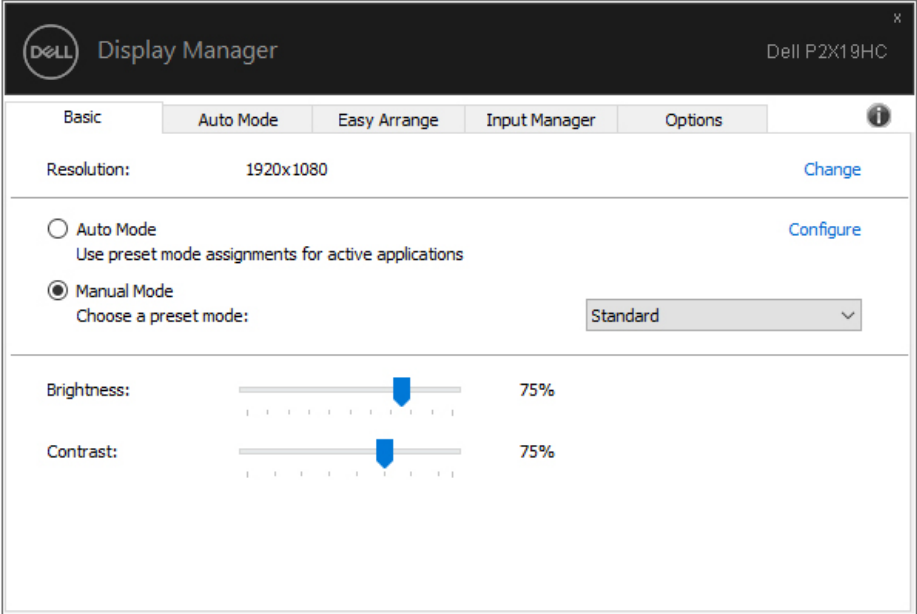 x
DELL Display Manager Dell P2X19HC
Basic Auto Mode Easy Arrange Input Manager Options i
Resolution: 1920x1080 Change
Auto Mode Configure
Use preset mode assignments for active applications
Manual Mode
Choose a preset mode: Standard
Brightness: 75%
Contrast: 75%